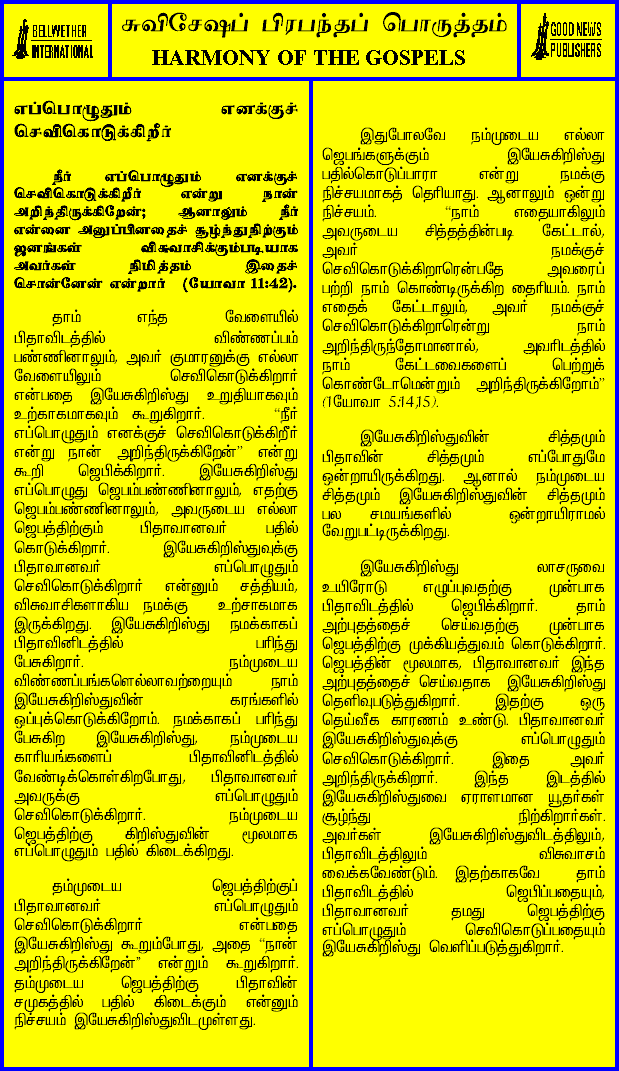 BELLWETHER
INTERNATIONAL
சுவிசேஷப் பிரபந்தப் பொருத்தம்
HARMONY OF THE GOSPELS
GOOD NEWS
PUBLISHERS
எப்பொழுதும் எனக்குச்
செவிகொடுக்கிறீர்
நீர் எப்பொழுதும் எனக்குச்
செவிகொடுக்கிறீர் என்று நான்
அறிந்திருக்கிறேன்; ஆனாலும் நீர்
என்னை அனுப்பினதைச் சூழ்ந்துநிற்கும்
ஜனங்கள் விசுவாசிக்கும்படியாக
அவர்கள் நிமித்தம் இதைச்
சொன்னேன் என்றார் (யோவா 11:42).
தாம் எந்த வேளையில்
பிதாவிடத்தில் விண்ணப்பம்
பண்ணினாலும், அவர் குமாரனுக்கு எல்லா
வேளையிலும் செவிகொடுக்கிறார்
என்பதை இயேசுகிறிஸ்து உறுதியாகவும்
உற்காகமாகவும் கூறுகிறார். “நீர்
எப்பொழுதும் எனக்குச் செவிகொடுக்கிறீர்
என்று நான் அறிந்திருக்கிறேன்” என்று
கூறி ஜெபிக்கிறார். இயேசுகிறிஸ்து
எப்பொழுது ஜெபம்பண்ணினாலும், எதற்கு
ஜெபம்பண்ணினாலும், அவருடைய எல்லா
ஜெபத்திற்கும் பிதாவானவர் பதில்
கொடுக்கிறார். இயேசுகிறிஸ்துவுக்கு
பிதாவானவர் எப்பொழுதும்
செவிகொடுக்கிறார் என்னும் சத்தியம்,
விசுவாசிகளாகிய நமக்கு உற்சாகமாக
இருக்கிறது. இயேசுகிறிஸ்து நமக்காகப்
பிதாவினிடத்தில் பரிந்து
பேசுகிறார். நம்முடைய
விண்ணப்பங்களெல்லாவற்றையும் நாம்
இயேசுகிறிஸ்துவின் கரங்களில்
ஒப்புக்கொடுக்கிறோம். நமக்காகப் பரிந்து
பேசுகிற இயேசுகிறிஸ்து, நம்முடைய
காரியங்களைப் பிதாவினிடத்தில்
வேண்டிக்கொள்கிறபோது, பிதாவானவர்
அவருக்கு எப்பொழுதும்
செவிகொடுக்கிறார். நம்முடைய
ஜெபத்திற்கு கிறிஸ்துவின் மூலமாக
எப்பொழுதும் பதில் கிடைக்கிறது.
தம்முடைய ஜெபத்திற்குப்
பிதாவானவர் எப்பொழுதும்
செவிகொடுக்கிறார் என்பதை
இயேசுகிறிஸ்து கூறும்போது, அதை “நான்
அறிந்திருக்கிறேன்” என்றும் கூறுகிறார்.
தம்முடைய ஜெபத்திற்கு பிதாவின்
சமுகத்தில் பதில் கிடைக்கும் என்னும்
நிச்சயம் இயேசுகிறிஸ்துவிடமுள்ளது.
இதுபோலவே நம்முடைய எல்லா
ஜெபங்களுக்கும் இயேசுகிறிஸ்து
பதில்கொடுப்பாரா என்று நமக்கு
நிச்சயமாகத் தெரியாது. ஆனாலும் ஒன்று
நிச்சயம். “நாம் எதையாகிலும்
அவருடைய சித்தத்தின்படி கேட்டால்,
அவர் நமக்குச்
செவிகொடுக்கிறாரென்பதே அவரைப்
பற்றி நாம் கொண்டிருக்கிற தைரியம். நாம்
எதைக் கேட்டாலும், அவர் நமக்குச்
செவிகொடுக்கிறாரென்று நாம்
அறிந்திருந்தோமானால், அவரிடத்தில்
நாம் கேட்டவைகளைப் பெற்றுக்
கொண்டோமென்றும் அறிந்திருக்கிறோம்”
(1யோவா 5:14,15).
இயேசுகிறிஸ்துவின் சித்தமும்
பிதாவின் சித்தமும் எப்போதுமே
ஒன்றாயிருக்கிறது. ஆனால் நம்முடைய
சித்தமும் இயேசுகிறிஸ்துவின் சித்தமும்
பல சமயங்களில் ஒன்றாயிராமல்
வேறுபட்டிருக்கிறது.
இயேசுகிறிஸ்து லாசருவை
உயிரோடு எழுப்புவதற்கு முன்பாக
பிதாவிடத்தில் ஜெபிக்கிறார். தாம்
அற்புதத்தைச் செய்வதற்கு முன்பாக
ஜெபத்திற்கு முக்கியத்துவம் கொடுக்கிறார்.
ஜெபத்தின் மூலமாக, பிதாவானவர் இந்த
அற்புதத்தைச் செய்வதாக இயேசுகிறிஸ்து
தெளிவுபடுத்துகிறார். இதற்கு ஒரு
தெய்வீக காரணம் உண்டு. பிதாவானவர்
இயேசுகிறிஸ்துவுக்கு எப்பொழுதும்
செவிகொடுக்கிறார். இதை அவர்
அறிந்திருக்கிறார். இந்த இடத்தில்
இயேசுகிறிஸ்துவை ஏராளமான யூதர்கள்
சூழ்ந்து நிற்கிறார்கள்.
அவர்கள் இயேசுகிறிஸ்துவிடத்திலும்,
பிதாவிடத்திலும் விசுவாசம்
வைக்கவேண்டும். இதற்காகவே தாம்
பிதாவிடத்தில் ஜெபிப்பதையும்,
பிதாவானவர் தமது ஜெபத்திற்கு
எப்பொழுதும் செவிகொடுப்பதையும்
இயேசுகிறிஸ்து வெளிப்படுத்துகிறார்.